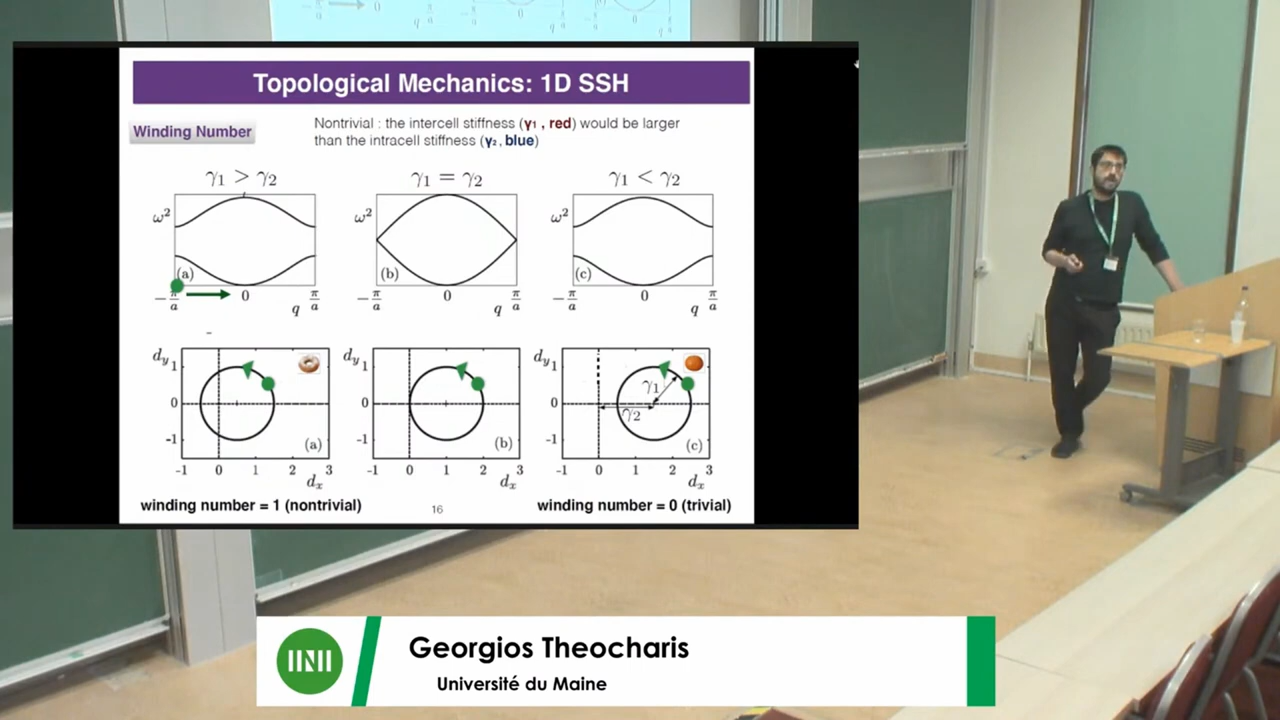 Topological Mechanics: 1D SSH
Winding Number
Nontrivial : the intercell stiffness (γ₁ , red) would be larger
than the intracell stiffness (γ₂, blue)
γ₁ > γ₂
γ₁ = γ₂
γ₁ < γ₂
ω²
ω²
ω²
(a)
(b)
(c)
−π/a
0
q
π/a
−π/a
0
q
π/a
−π/a
0
q
π/a
d_y
1
0
-1
(a)
-1 0 1 2 3
d_x
d_y
1
0
-1
(b)
-1 0 1 2 3
d_x
d_y
1
0
-1
γ₁
γ₂
(c)
-1 0 1 2 3
d_x
winding number = 1 (nontrivial)
16
winding number = 0 (trivial)
Georgios Theocharis
Université du Maine